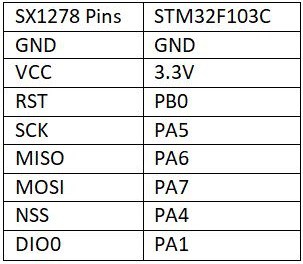 SX1278 Pins STM32F103C
GND GND
VCC 3.3V
RST PB0
SCK PA5
MISO PA6
MOSI PA7
NSS PA4
DIO0 PA1